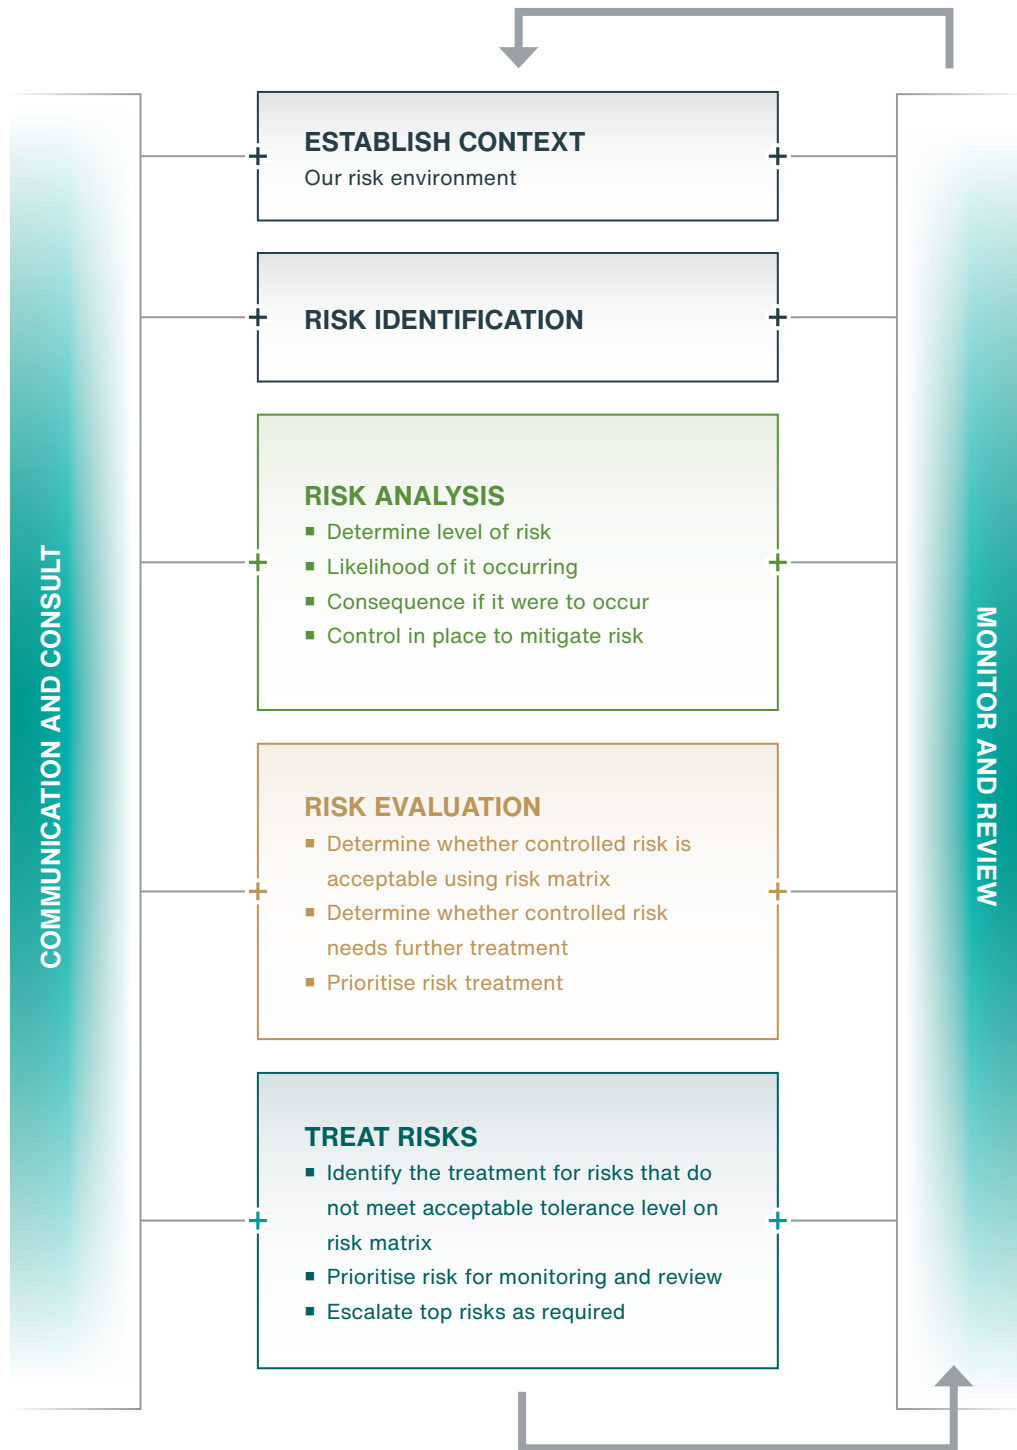 ESTABLISH CONTEXT
Our risk environment
RISK IDENTIFICATION
RISK ANALYSIS
▪ Determine level of risk
▪ Likelihood of it occurring
▪ Consequence if it were to occur
▪ Control in place to mitigate risk
RISK EVALUATION
▪ Determine whether controlled risk is
acceptable using risk matrix
▪ Determine whether controlled risk
needs further treatment
▪ Prioritise risk treatment
TREAT RISKS
▪ Identify the treatment for risks that do
not meet acceptable tolerance level on
risk matrix
▪ Prioritise risk for monitoring and review
▪ Escalate top risks as required
COMMUNICATION AND CONSULT
MONITOR AND REVIEW